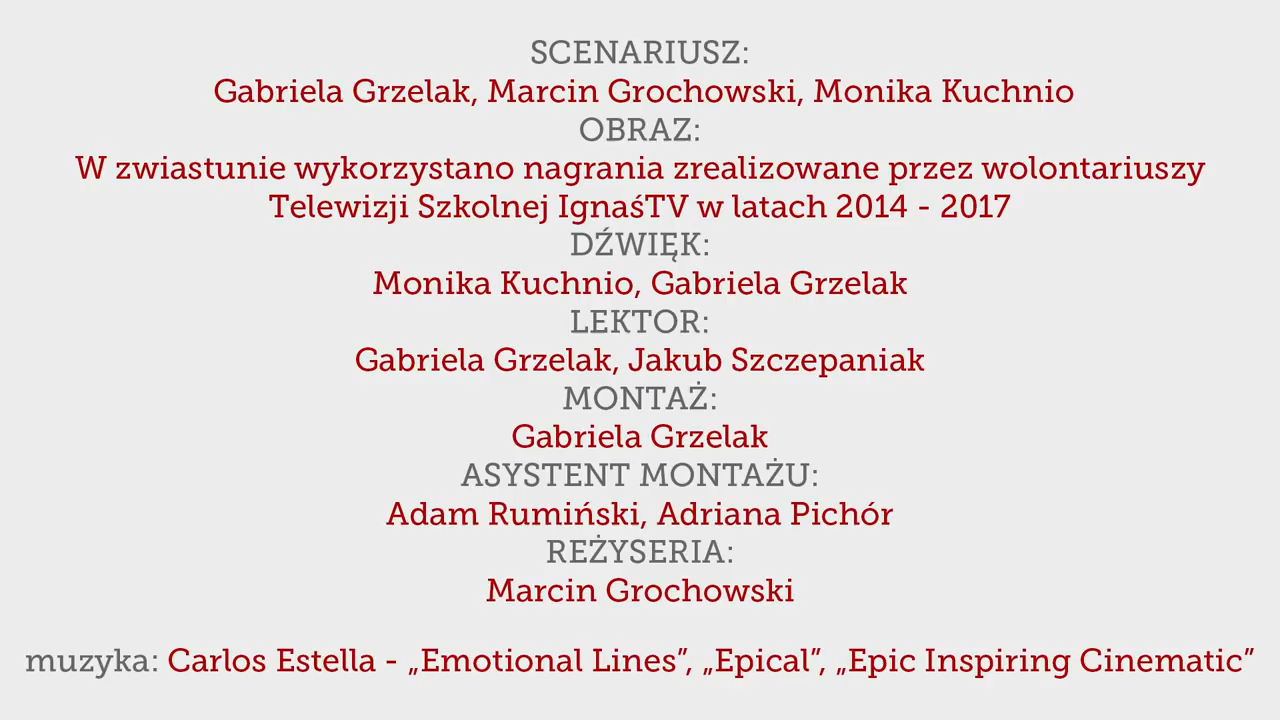 SCENARIUSZ:
Gabriela Grzelak, Marcin Grochowski, Monika Kuchnio
OBRAZ:
W zwiastunie wykorzystano nagrania zrealizowane przez wolontariuszy
Telewizji Szkolnej IgnaśTV w latach 2014 - 2017
DŹWIĘK:
Monika Kuchnio, Gabriela Grzelak
LEKTOR:
Gabriela Grzelak, Jakub Szczepaniak
MONTAŻ:
Gabriela Grzelak
ASYSTENT MONTAŻU:
Adam Rumiński, Adriana Pichór
REŻYSERIA:
Marcin Grochowski
muzyka: Carlos Estella - „Emotional Lines”, „Epical”, „Epic Inspiring Cinematic”